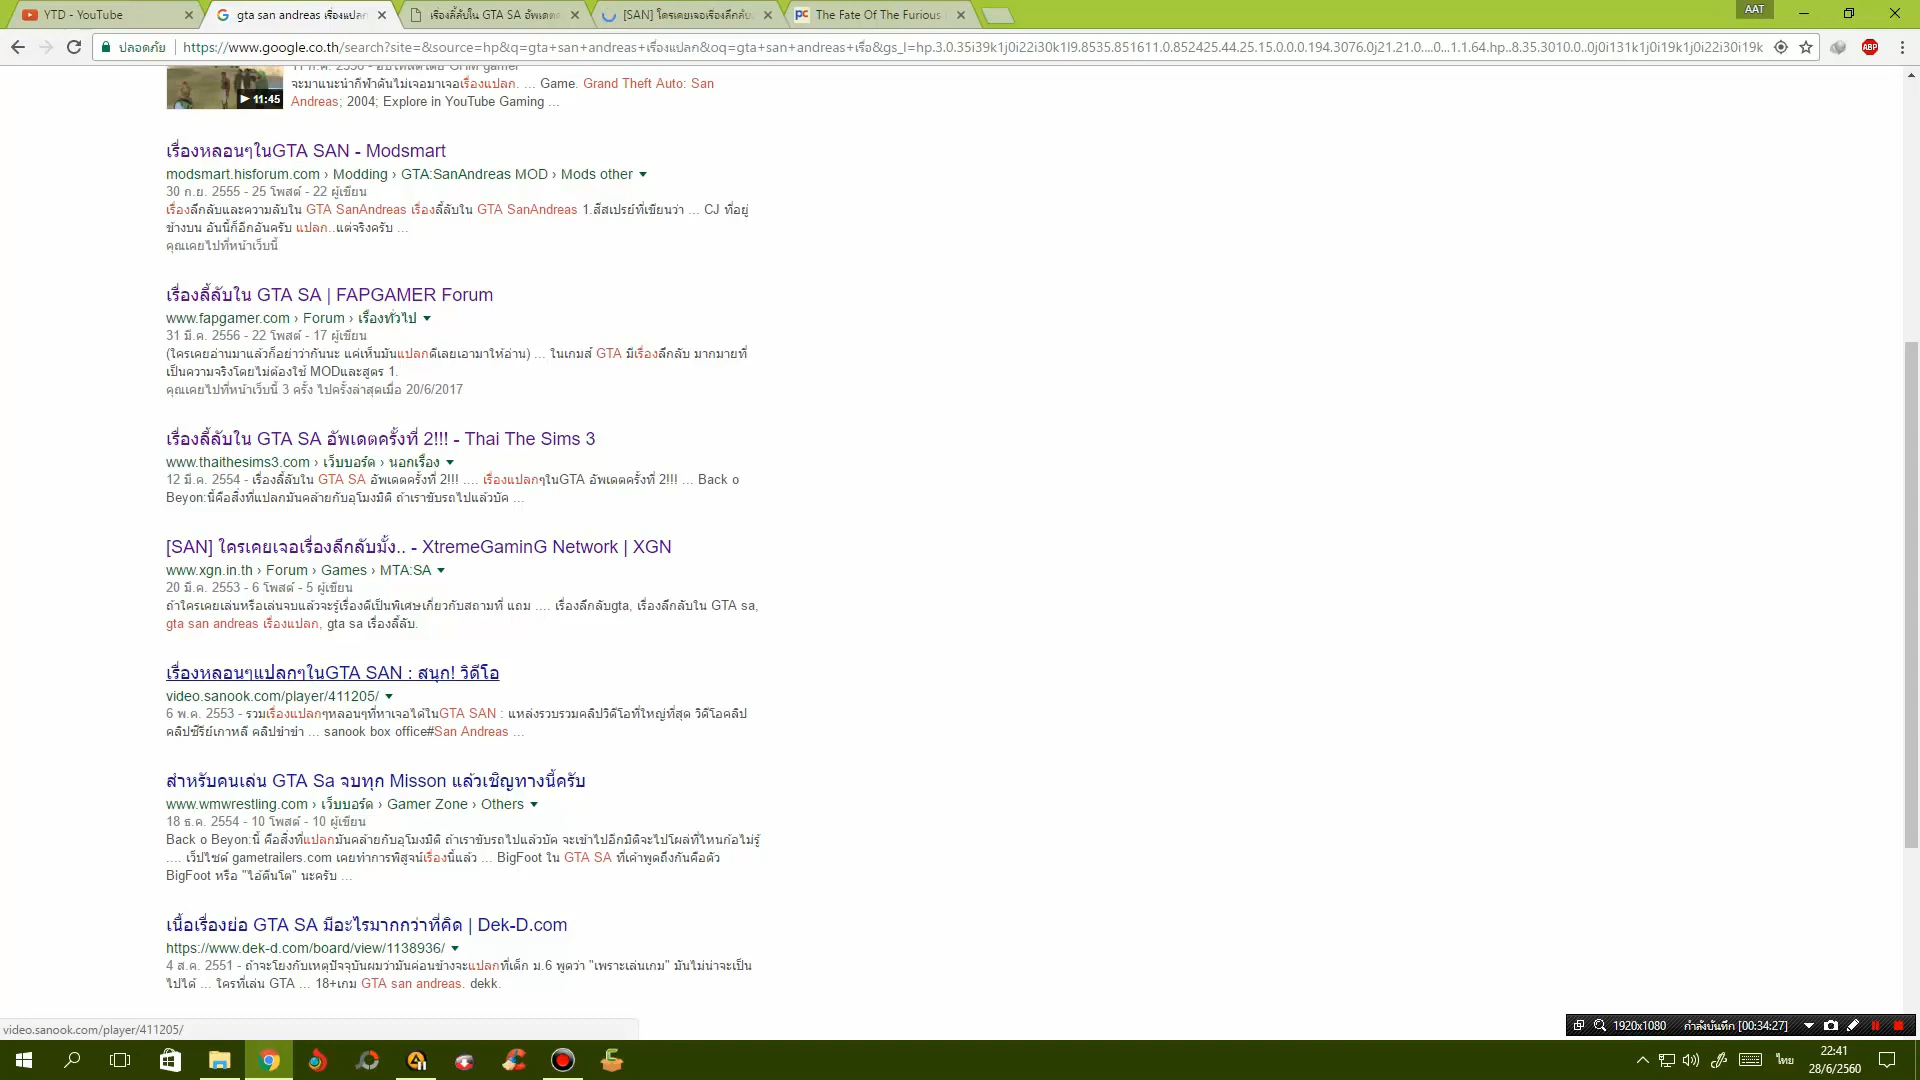 YTD - YouTube
gta san andreas เรื่องแปลก
เรื่องลี้ลับใน GTA SA อัพเดต
[SAN] ใครเคยเจอเรื่องลึกลับ
The Fate Of The Furious
AAT
ปลอดภัย
https://www.google.co.th/search?site=&source=hp&q=gta+san+andreas+เรื่องแปลก&oq=gta+san+andreas+เรื่อ&gs_l=hp.3.0.35i39k1j0i22i30k1l9.8535.851611.0.852425.44.25.15.0.0.0.194.3076.0j21.21.0....0...1.1.64.hp..8.35.3010.0..0j0i131k1j0i19k1j0i22i30i19k
ABP
11:45
จะมาแนะนำกีฬาดันไม่เจอมาเจอเรื่องแปลก. ... Game. Grand Theft Auto: San
Andreas; 2004; Explore in YouTube Gaming ...
เรื่องหลอนๆในGTA SAN - Modsmart
modsmart.hisforum.com › Modding › GTA:SanAndreas MOD › Mods other
30 ก.ย. 2555 - 25 โพสต์ - 22 ผู้เขียน
เรื่องลึกลับและความลับใน GTA SanAndreas เรื่องลี้ลับใน GTA SanAndreas 1.สีสเปรย์ที่เขียนว่า ... CJ ที่อยู่
ข้างบน อันนี้ก็อีกอันครับ แปลก..แต่จริงครับ ...
คุณเคยไปที่หน้าเว็บนี้
เรื่องลี้ลับใน GTA SA | FAPGAMER Forum
www.fapgamer.com › Forum › เรื่องทั่วไป
31 มี.ค. 2556 - 22 โพสต์ - 17 ผู้เขียน
(ใครเคยอ่านมาแล้วก็อย่าว่ากันนะ แค่เห็นมันแปลกดีเลยเอามาให้อ่าน) ... ในเกมส์ GTA มีเรื่องลึกลับ มากมายที่
เป็นความจริงโดยไม่ต้องใช้ MODและสูตร 1.
คุณเคยไปที่หน้าเว็บนี้ 3 ครั้ง ไปครั้งล่าสุดเมื่อ 20/6/2017
เรื่องลี้ลับใน GTA SA อัพเดตครั้งที่ 2!!! - Thai The Sims 3
www.thaithesims3.com › เว็บบอร์ด › นอกเรื่อง
12 มี.ค. 2554 - เรื่องลี้ลับใน GTA SA อัพเดตครั้งที่ 2!!! .... เรื่องแปลกๆในGTA อัพเดตครั้งที่ 2!!! ... Back o
Beyon:นี้คือสิ่งที่แปลกมันคล้ายกับอุโมงมิติ ถ้าเราขับรถไปแล้วบัค ...
[SAN] ใครเคยเจอเรื่องลึกลับมั้ง.. - XtremeGaminG Network | XGN
www.xgn.in.th › Forum › Games › MTA:SA
20 มี.ค. 2553 - 6 โพสต์ - 5 ผู้เขียน
ถ้าใครเคยเล่นหรือเล่นจบแล้วจะรู้เรื่องดีเป็นพิเศษเกี่ยวกับสถามที่ แถม .... เรื่องลึกลับgta, เรื่องลึกลับใน GTA sa,
gta san andreas เรื่องแปลก, gta sa เรื่องลี้ลับ.
เรื่องหลอนๆแปลกๆในGTA SAN : สนุก! วิดีโอ
video.sanook.com/player/411205/
6 พ.ค. 2553 - รวมเรื่องแปลกๆหลอนๆที่หาเจอได้ในGTA SAN : แหล่งรวบรวมคลิปวิดีโอที่ใหญ่ที่สุด วิดีโอคลิป
คลิปซีรีย์เกาหลี คลิปข่าข่า ... sanook box office#San Andreas ...
สำหรับคนเล่น GTA Sa จบทุก Misson แล้วเชิญทางนี้ครับ
www.wmwrestling.com › เว็บบอร์ด › Gamer Zone › Others
18 ธ.ค. 2554 - 10 โพสต์ - 10 ผู้เขียน
Back o Beyon:นี้ คือสิ่งที่แปลกมันคล้ายกับอุโมงมิติ ถ้าเราขับรถไปแล้วบัค จะเข้าไปอีกมิติจะไปโผล่ที่ไหนก้อไม่รู้
.... เว็ปไซด์ gametrailers.com เคยทำการพิสูจน์เรื่องนี้แล้ว ... BigFoot ใน GTA SA ที่เค้าพูดถึงกันคือตัว
BigFoot หรือ "ไอ้ตีนโต" นะครับ ...
เนื้อเรื่องย่อ GTA SA มีอะไรมากกว่าที่คิด | Dek-D.com
https://www.dek-d.com/board/view/1138936/
4 ส.ค. 2551 - ถ้าจะโยงกับเหตุปัจจุบันผมว่ามันค่อนข้างจะแปลกที่เด็ก ม.6 พูดว่า "เพราะเล่นเกม" มันไม่น่าจะเป็น
ไปได้ ... ใครที่เล่น GTA ... 18+เกม GTA san andreas. dekk.
video.sanook.com/player/411205/
1920x1080 กำลังบันทึก [00:34:27]
ไทย
22:41
28/6/2560